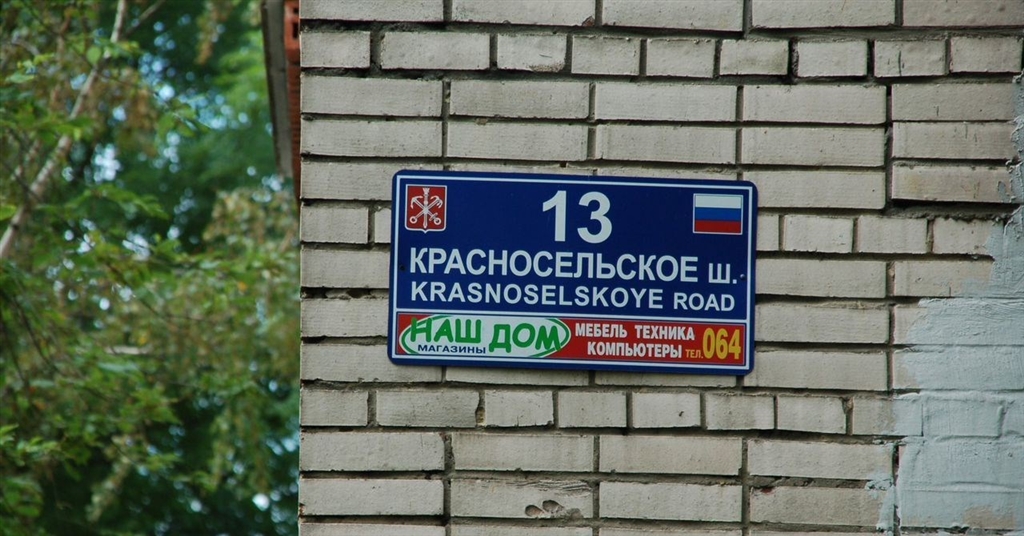 13
КРАСНОСЕЛЬСКОЕ Ш.
KRASNOSELSKOYE ROAD
НАШ ДОМ
МАГАЗИНЫ
МЕБЕЛЬ ТЕХНИКА
КОМПЬЮТЕРЫ ТЕЛ. 064